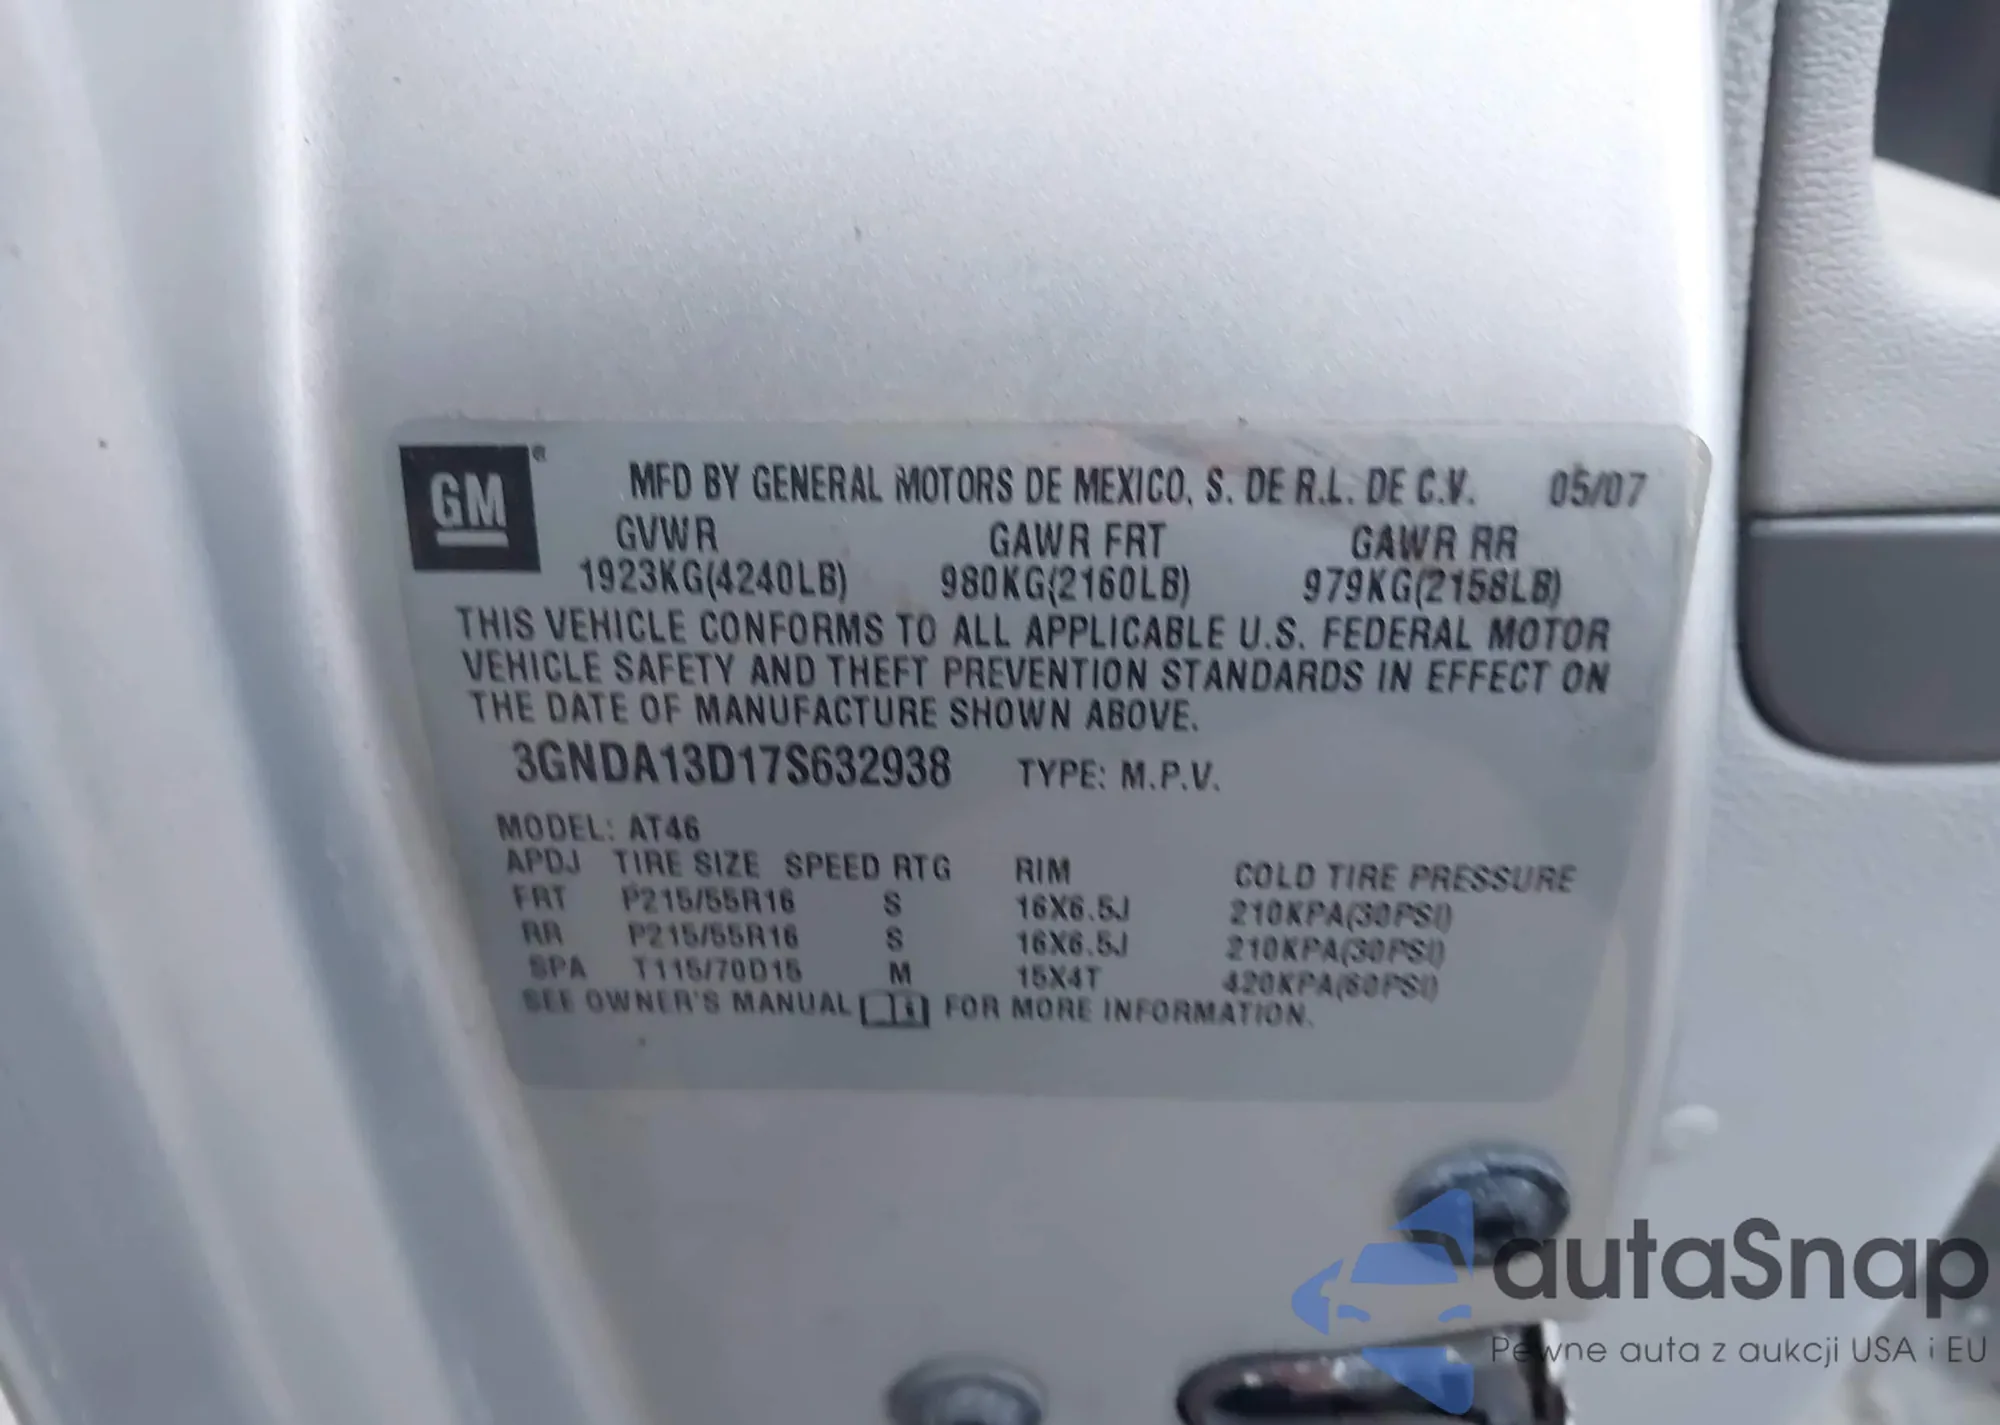 GM®
MFD BY GENERAL MOTORS DE MEXICO, S. DE R.L. DE C.V. 05/07
GVWR GAWR FRT GAWR RR
1923KG(4240LB) 980KG(2160LB) 979KG(2158LB)
THIS VEHICLE CONFORMS TO ALL APPLICABLE U.S. FEDERAL MOTOR
VEHICLE SAFETY AND THEFT PREVENTION STANDARDS IN EFFECT ON
THE DATE OF MANUFACTURE SHOWN ABOVE.
3GNDA13D17S632938 TYPE: M.P.V.
MODEL: AT46
APDJ TIRE SIZE SPEED RTG RIM COLD TIRE PRESSURE
FRT P215/55R16 S 16X6.5J 210KPA(30PSI)
RR P215/55R16 S 16X6.5J 210KPA(30PSI)
SPA T115/70D15 M 15X4T 420KPA(60PSI)
SEE OWNER'S MANUAL FOR MORE INFORMATION.
autaSnap
Pewne auta z aukcji USA i EU